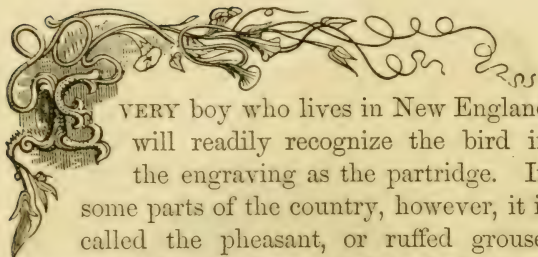 EVERY boy who lives in New England
will readily recognize the bird
the engraving as the partridge.
some parts of the country, however, it
called the pheasant, or ruffed grouse